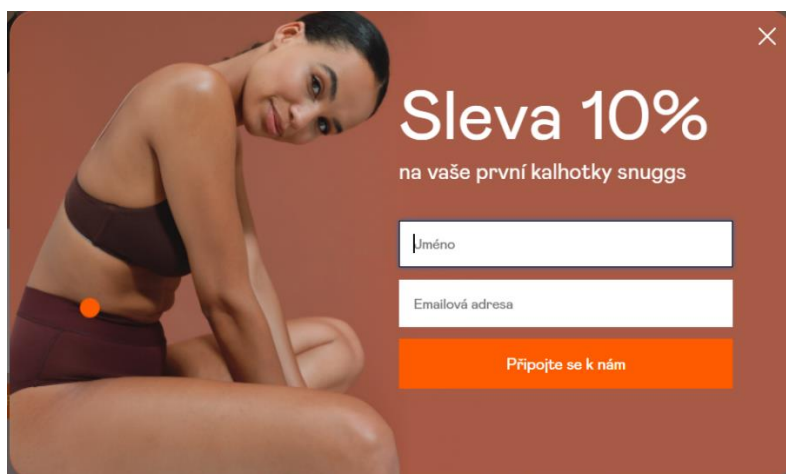 Sleva 10%
na vaše první kalhotky snuggs
Jméno
Emailová adresa
Připojte se k nám